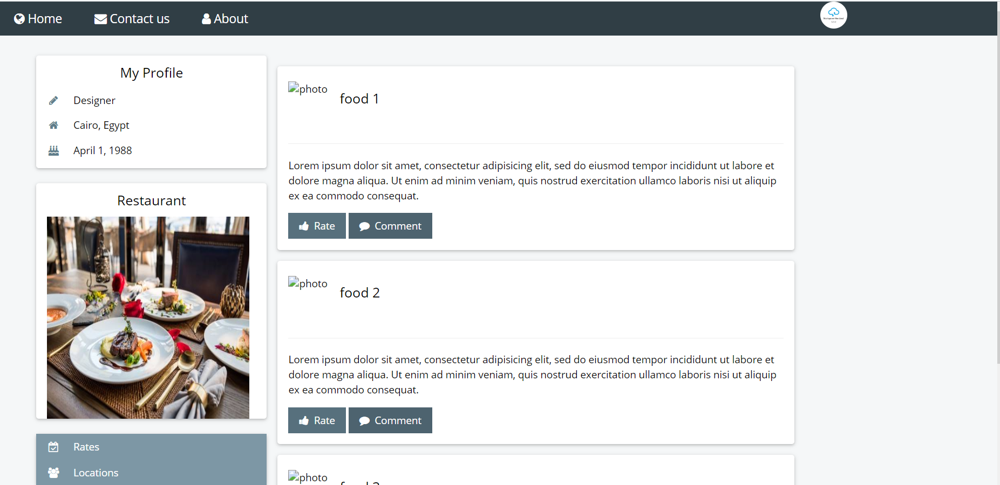 Home
Contact us
About
My Profile
Designer
Cairo, Egypt
April 1, 1988
Restaurant
Rates
Locations
photo
food 1
Lorem ipsum dolor sit amet, consectetur adipisicing elit, sed do eiusmod tempor incididunt ut labore et
dolore magna aliqua. Ut enim ad minim veniam, quis nostrud exercitation ullamco laboris nisi ut aliquip
ex ea commodo consequat.
Rate
Comment
photo
food 2
Lorem ipsum dolor sit amet, consectetur adipisicing elit, sed do eiusmod tempor incididunt ut labore et
dolore magna aliqua. Ut enim ad minim veniam, quis nostrud exercitation ullamco laboris nisi ut aliquip
ex ea commodo consequat.
Rate
Comment
photo